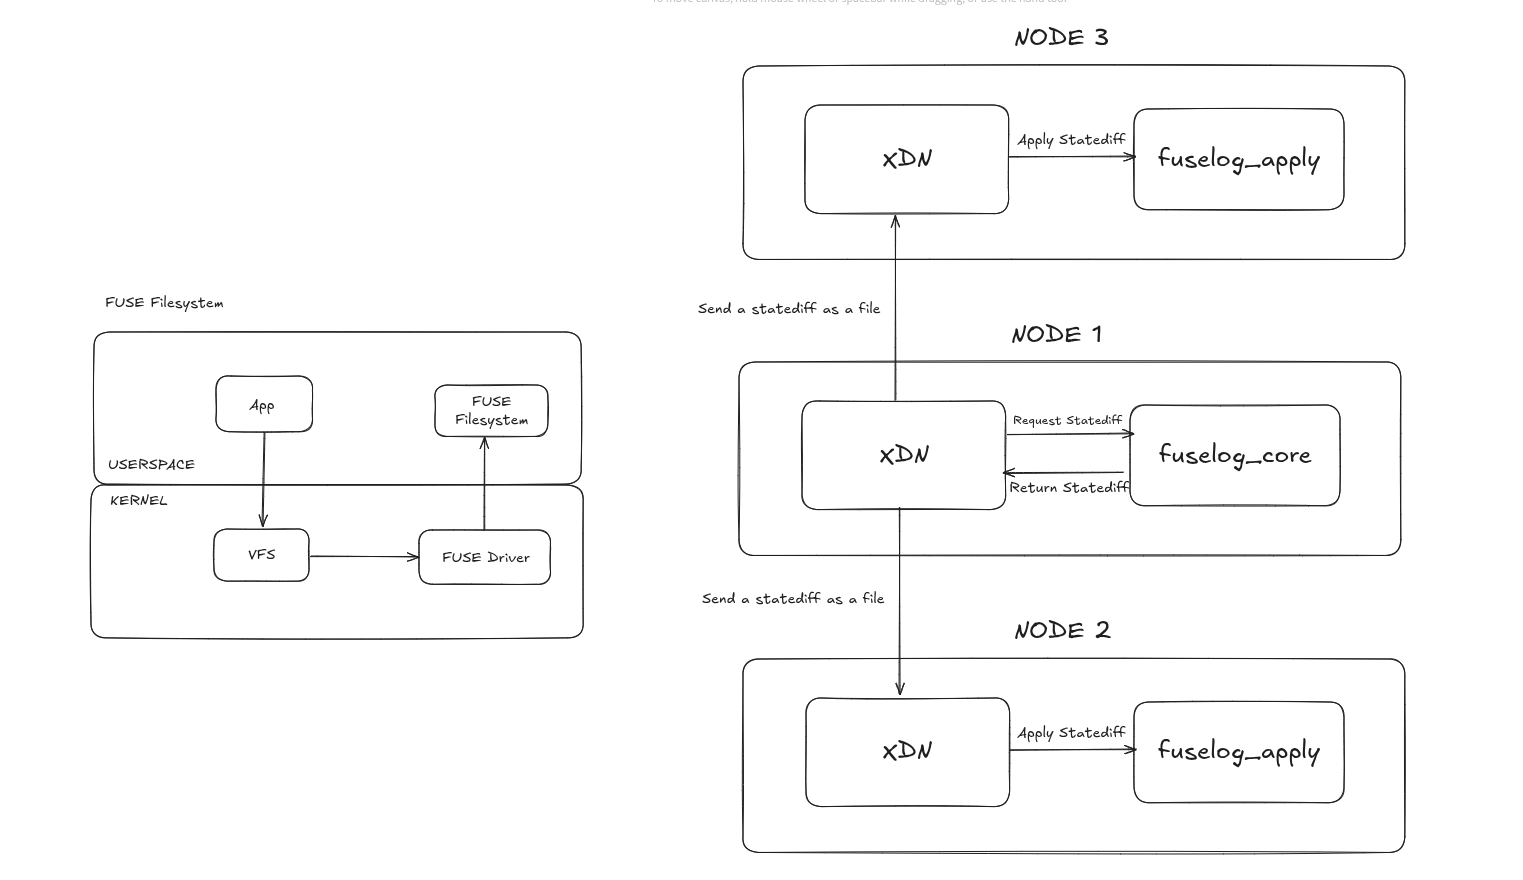 To move canvas, hold mouse wheel or spacebar while dragging, or use the hand tool
NODE 3
xDN
Apply Statediff
fuselog_apply
Send a statediff as a file
NODE 1
xDN
Request Statediff
Return Statediff
fuselog_core
Send a statediff as a file
NODE 2
xDN
Apply Statediff
fuselog_apply
FUSE Filesystem
App
FUSE
Filesystem
USERSPACE
KERNEL
VFS
FUSE Driver